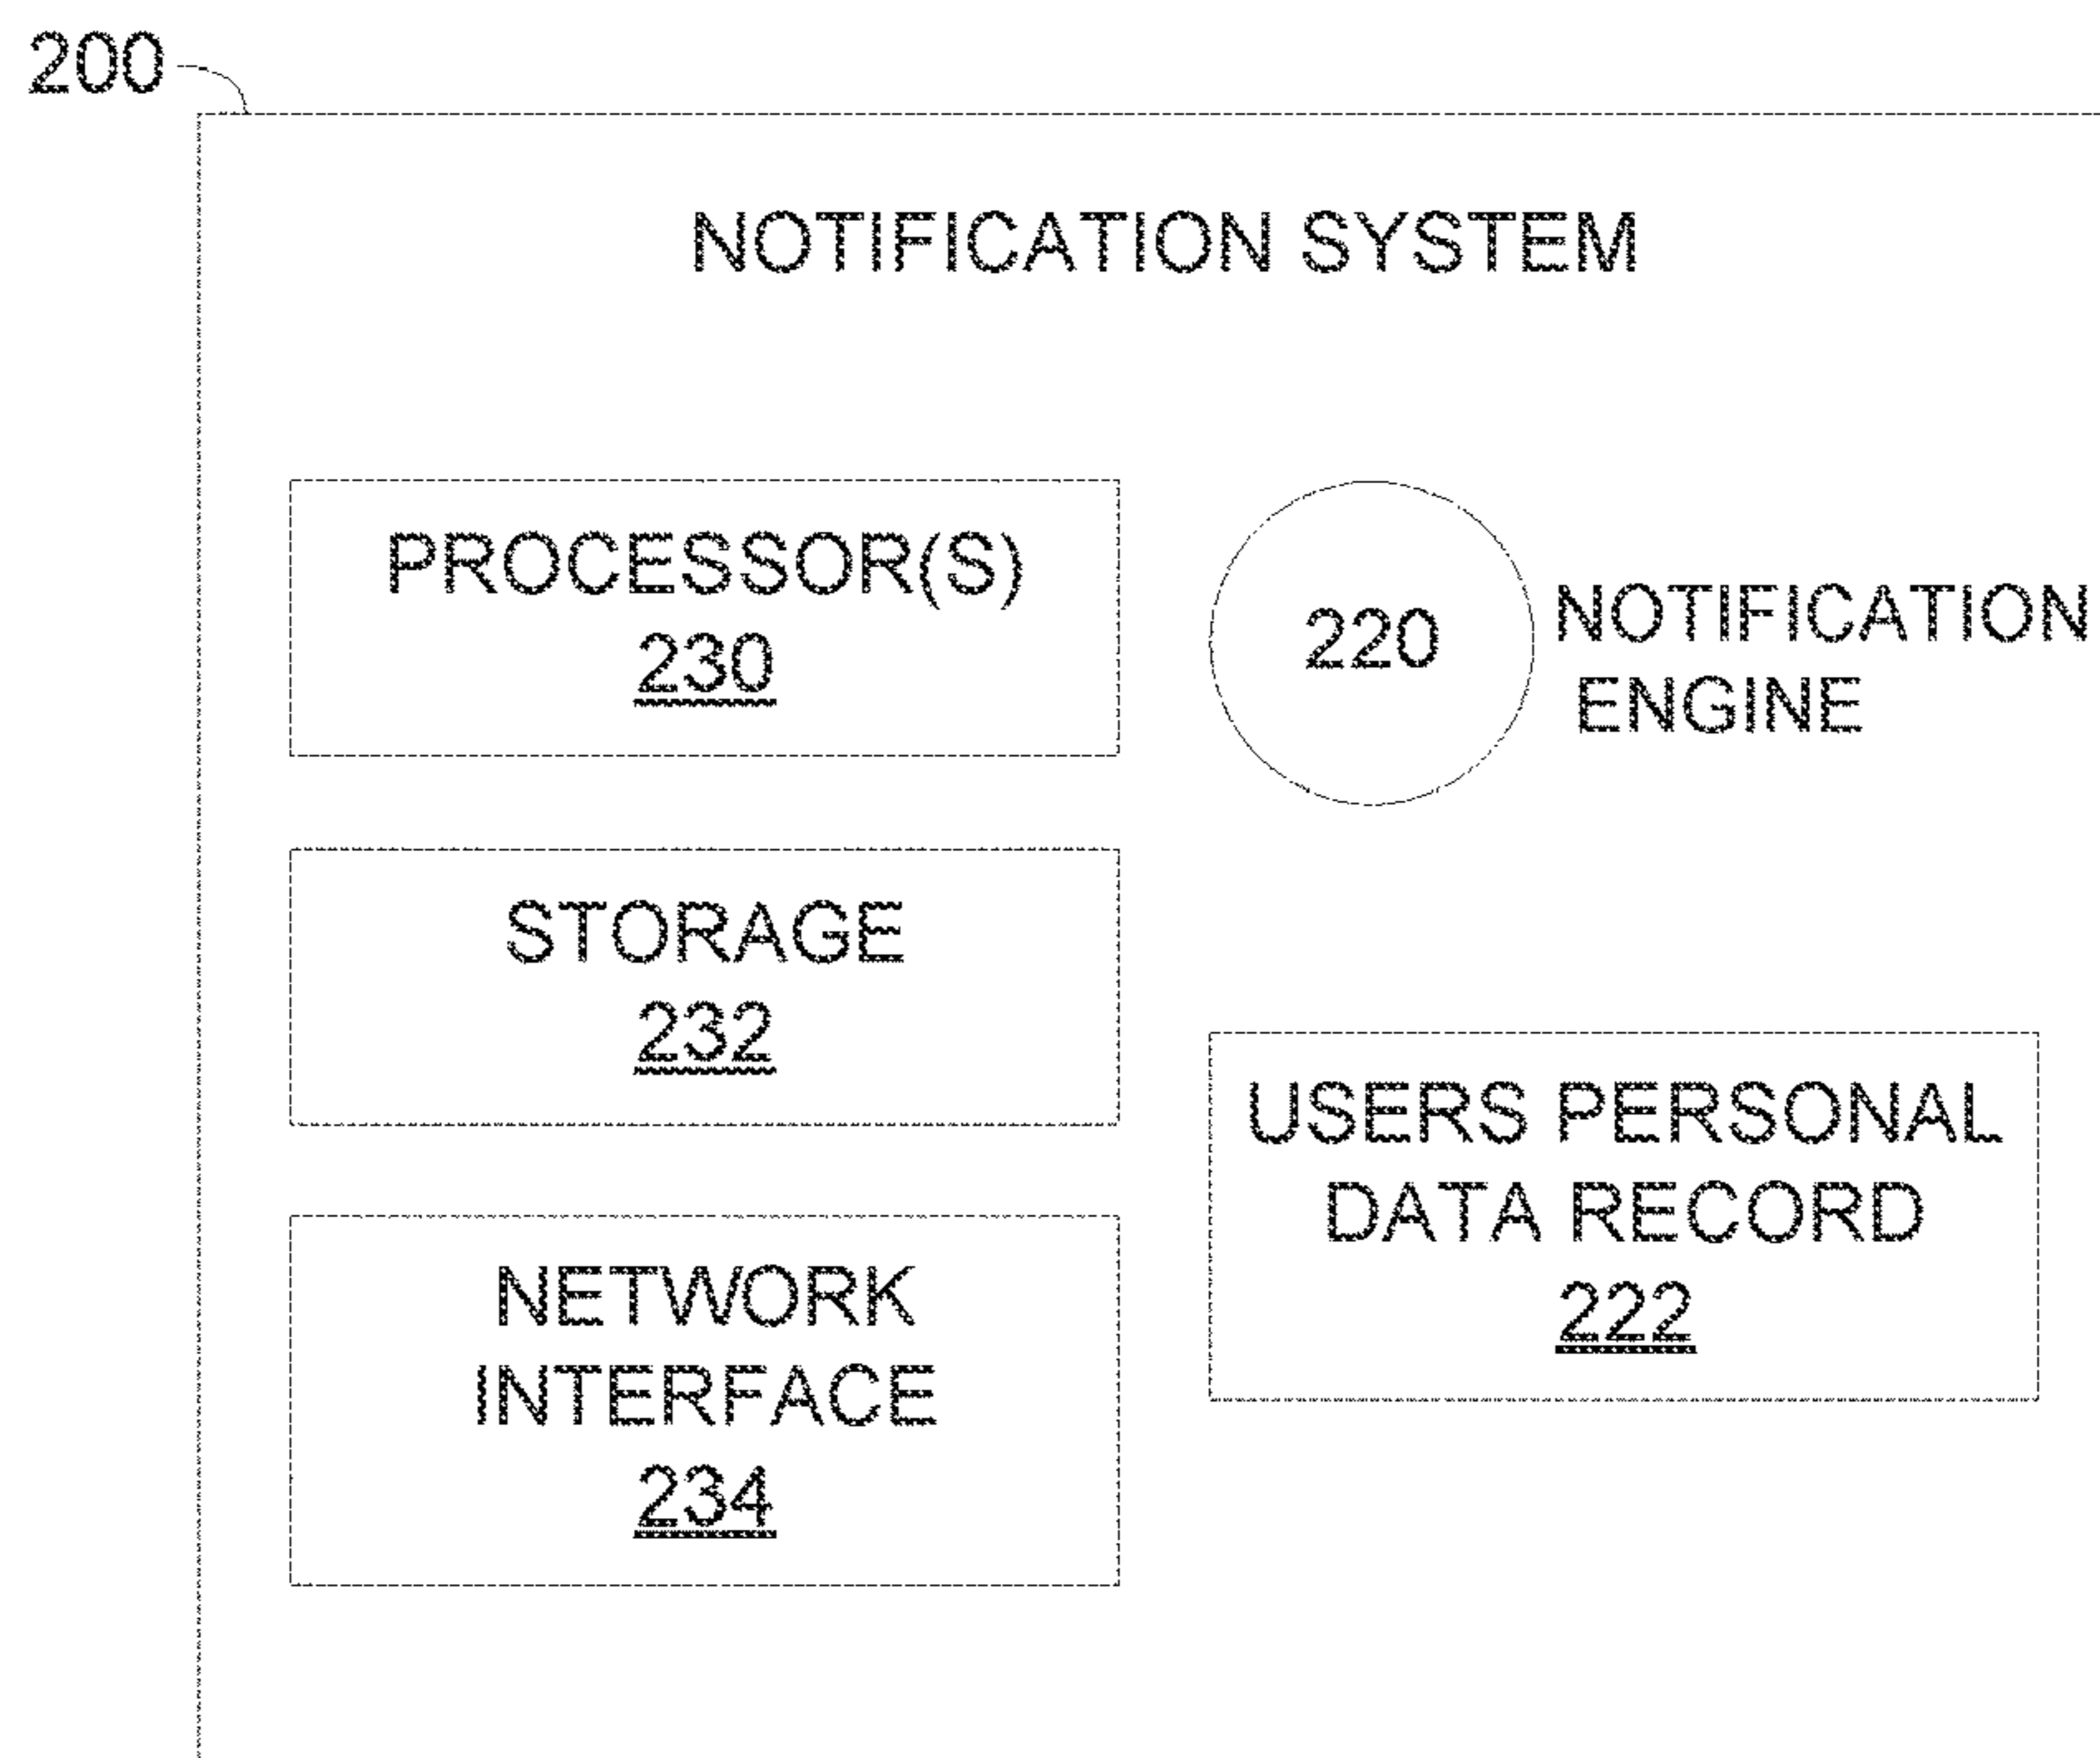 200
NOTIFICATION SYSTEM
PROCESSOR(S)
230
220
NOTIFICATION
ENGINE
STORAGE
232
USERS PERSONAL
DATA RECORD
222
NETWORK
INTERFACE
234